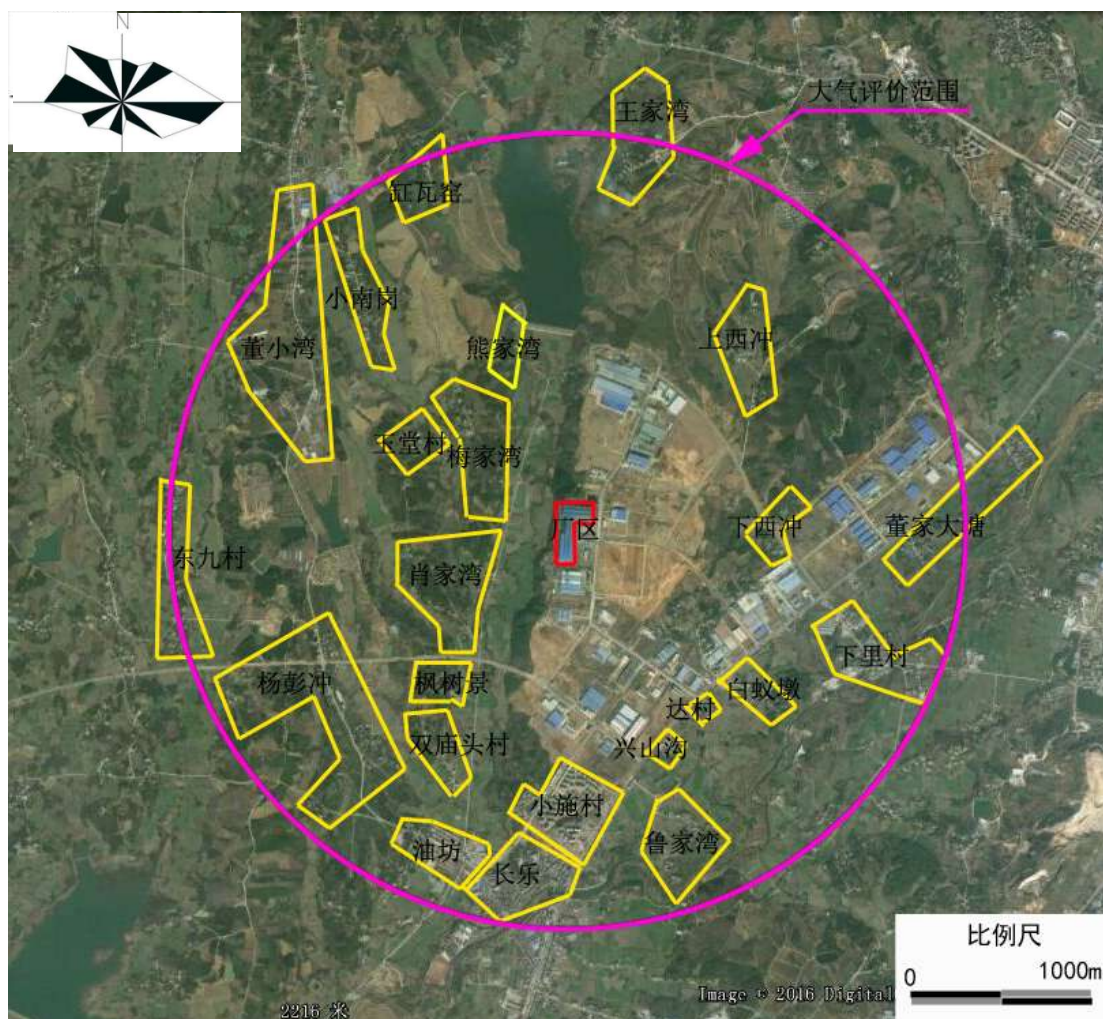 N
大气评价范围
王家湾
缸瓦窑
小南岗
董小湾
熊家湾
上西冲
玉堂村
梅家湾
厂区
下西冲
董家大塘
东九村
肖家湾
下里村
杨彭冲
枫树景
白蚁墩
达村
双庙头村
兴山沟
小施村
鲁家湾
油坊
长乐
比例尺
0 1000m
Image © 2016 Digital
2216 米